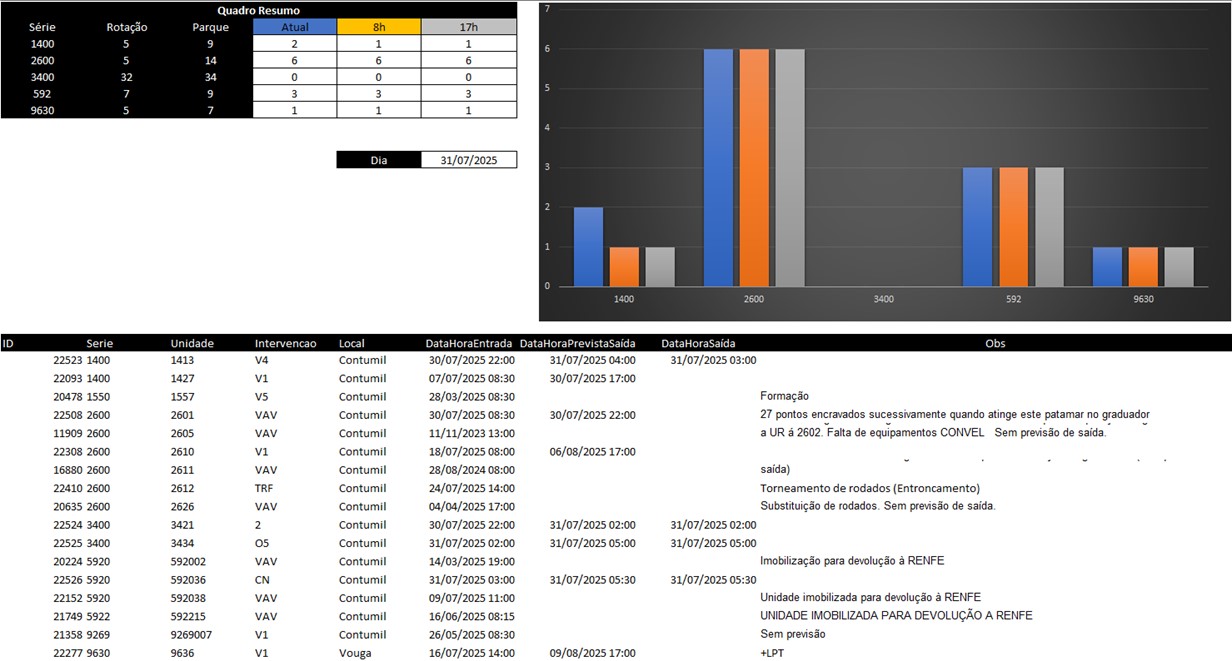 Quadro Resumo
Série Rotação Parque Atual 8h 17h
1400 5 9 2 1 1
2600 5 14 6 6 6
3400 32 34 0 0 0
592 7 9 3 3 3
9630 5 7 1 1 1
Dia 31/07/2025
7
6
5
4
3
2
1
0
1400 2600 3400 592 9630
ID Serie Unidade Intervencao Local DataHoraEntrada DataHoraPrevistaSaída DataHoraSaída Obs
22523 1400 1413 V4 Contumil 30/07/2025 22:00 31/07/2025 04:00 31/07/2025 03:00
22093 1400 1427 V1 Contumil 07/07/2025 08:30 30/07/2025 17:00
20478 1550 1557 V5 Contumil 28/03/2025 08:30 Formação
22508 2600 2601 VAV Contumil 30/07/2025 08:30 30/07/2025 22:00 27 pontos encravados sucessivamente quando atinge este patamar no graduador
11909 2600 2605 VAV Contumil 11/11/2023 13:00 a UR á 2602. Falta de equipamentos CONVEL Sem previsão de saída.
22308 2600 2610 V1 Contumil 18/07/2025 08:00 06/08/2025 17:00
16880 2600 2611 VAV Contumil 28/08/2024 08:00 saída)
22410 2600 2612 TRF Contumil 24/07/2025 14:00 Torneamento de rodados (Entroncamento)
20635 2600 2626 VAV Contumil 04/04/2025 17:00 Substituição de rodados. Sem previsão de saída.
22524 3400 3421 2 Contumil 30/07/2025 22:00 31/07/2025 02:00 31/07/2025 02:00
22525 3400 3434 O5 Contumil 31/07/2025 02:00 31/07/2025 05:00 31/07/2025 05:00
20224 5920 592002 VAV Contumil 14/03/2025 19:00 Imobilização para devolução à RENFE
22526 5920 592036 CN Contumil 31/07/2025 03:00 31/07/2025 05:30 31/07/2025 05:30
22152 5920 592038 VAV Contumil 09/07/2025 11:00 Unidade imobilizada para devolução à RENFE
21749 5922 592215 VAV Contumil 16/06/2025 08:15 UNIDADE IMOBILIZADA PARA DEVOLUÇÃO A RENFE
21358 9269 9269007 V1 Contumil 26/05/2025 08:30 Sem previsão
22277 9630 9636 V1 Vouga 16/07/2025 14:00 09/08/2025 17:00 +LPT